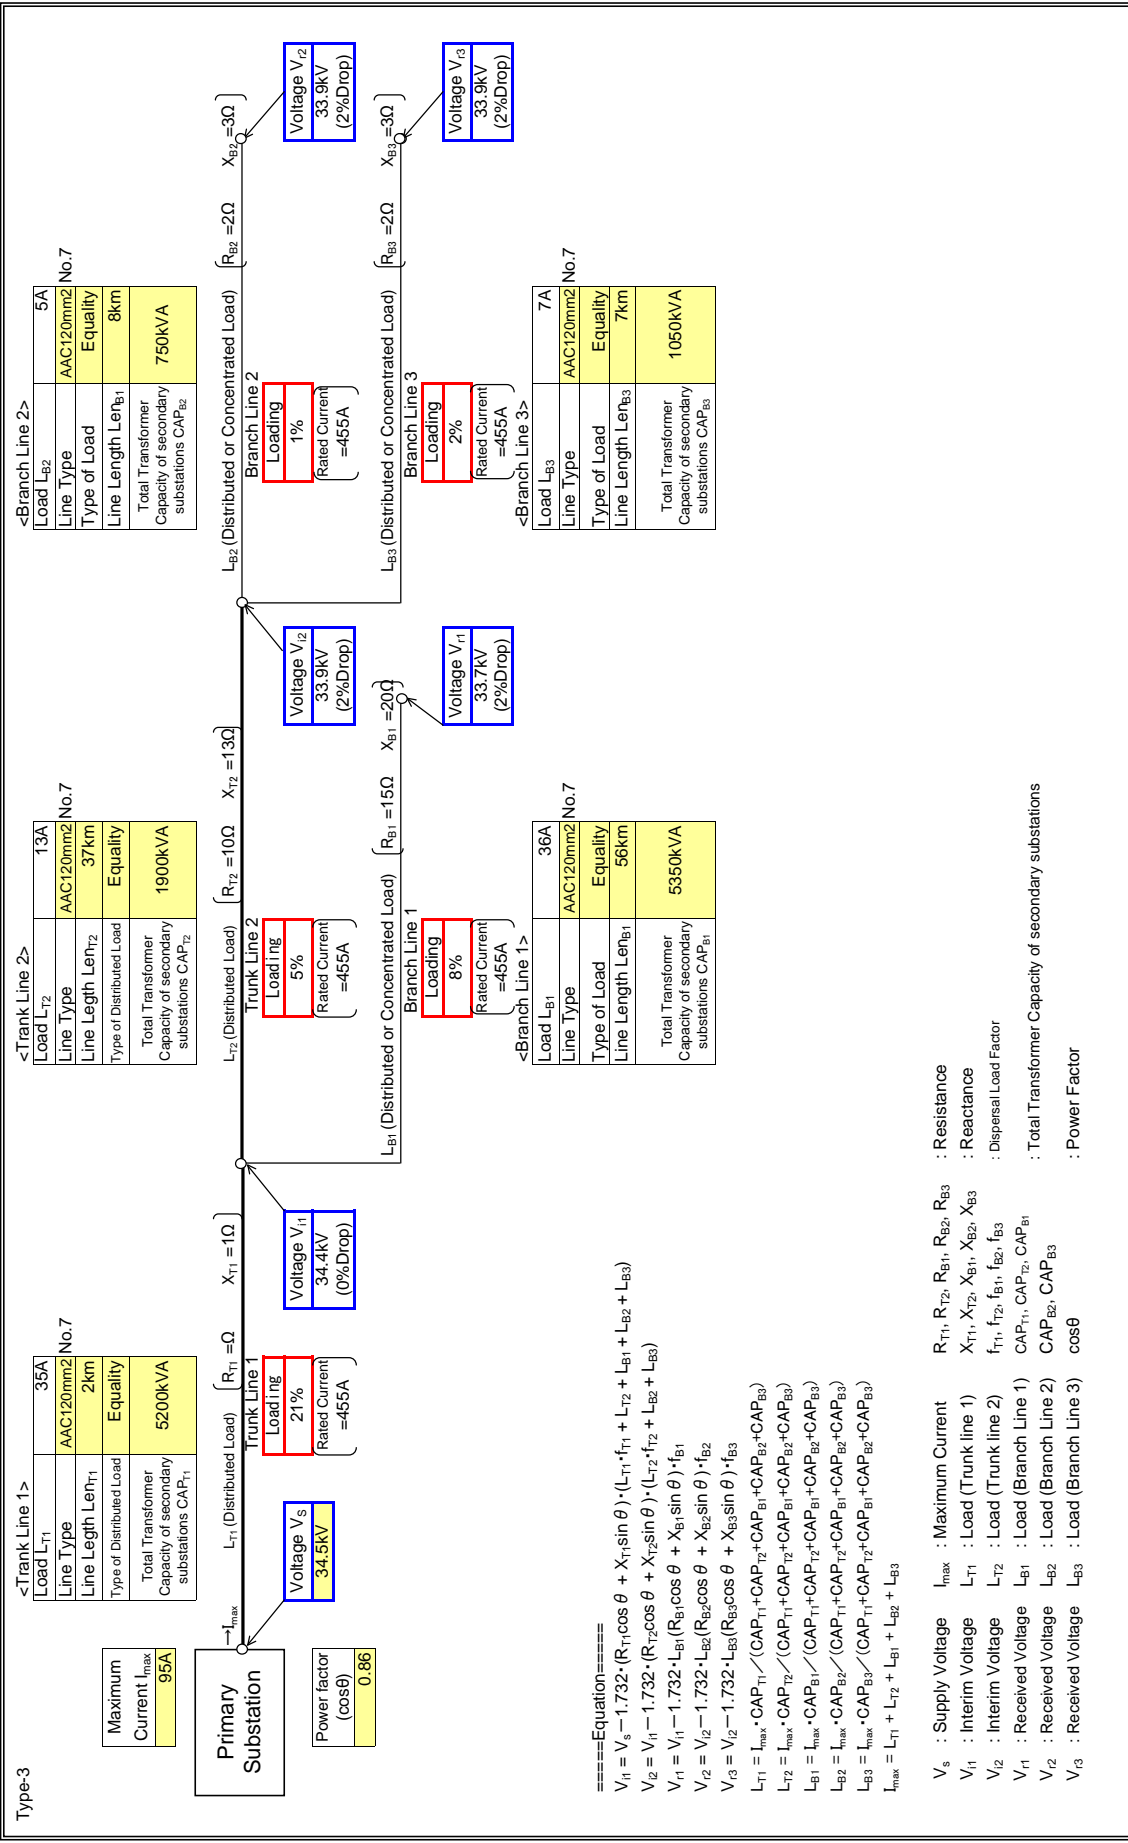 Type-3
Maximum
Current Imax
95A
Primary
Substation
Power factor
(cosθ)
0.86
→Imax
Voltage VS
34.5kV
<Trank Line 1>
Load LT1 35A
Line Type AAC120mm2 No.7
Line Legth LenT1 2km
Type of Distributed Load Equality
Total Transformer
Capacity of secondary
substations CAPT1
5200kVA
LT1 (Distributed Load) RT1 =Ω XT1 =1Ω
Trunk Line 1
Loading
21%
Rated Current
=455A
Voltage Vi1
34.4kV
(0%Drop)
<Trank Line 2>
Load LT2 13A
Line Type AAC120mm2 No.7
Line Legth LenT2 37km
Type of Distributed Load Equality
Total Transformer
Capacity of secondary
substations CAPT2
1900kVA
LT2 (Distributed Load) RT2 =10Ω XT2 =13Ω
Trunk Line 2
Loading
5%
Rated Current
=455A
Voltage Vi2
33.9kV
(2%Drop)
LB1 (Distributed or Concentrated Load) RB1 =15Ω XB1 =20Ω
Branch Line 1
Loading
8%
Rated Current
=455A
Voltage Vr1
33.7kV
(2%Drop)
<Branch Line 1>
Load LB1 36A
Line Type AAC120mm2 No.7
Type of Load Equality
Line Length LenB1 56km
Total Transformer
Capacity of secondary
substations CAPB1
5350kVA
<Branch Line 2>
Load LB2 5A
Line Type AAC120mm2 No.7
Type of Load Equality
Line Length LenB1 8km
Total Transformer
Capacity of secondary
substations CAPB2
750kVA
LB2 (Distributed or Concentrated Load) RB2 =2Ω XB2 =3Ω
Branch Line 2
Loading
1%
Rated Current
=455A
Voltage Vr2
33.9kV
(2%Drop)
LB3 (Distributed or Concentrated Load) RB3 =2Ω XB3 =3Ω
Branch Line 3
Loading
2%
Rated Current
=455A
Voltage Vr3
33.9kV
(2%Drop)
<Branch Line 3>
Load LB3 7A
Line Type AAC120mm2 No.7
Type of Load Equality
Line Length LenB3 7km
Total Transformer
Capacity of secondary
substations CAPB3
1050kVA
=====Equation=====
Vi1 = Vs−1.732・(RT1cos θ + XT1sin θ)・(LT1・fT1 + LT2 + LB1 + LB2 + LB3)
Vi2 = Vi1−1.732・(RT2cos θ + XT2sin θ)・(LT2・fT2 + LB2 + LB3)
Vr1 = Vi1−1.732・LB1(RB1cos θ + XB1sin θ)・fB1
Vr2 = Vi2−1.732・LB2(RB2cos θ + XB2sin θ)・fB2
Vr3 = Vi2−1.732・LB3(RB3cos θ + XB3sin θ)・fB3
LT1 = Imax・CAPT1／(CAPT1+CAPT2+CAPB1+CAPB2+CAPB3)
LT2 = Imax・CAPT2／(CAPT1+CAPT2+CAPB1+CAPB2+CAPB3)
LB1 = Imax・CAPB1／(CAPT1+CAPT2+CAPB1+CAPB2+CAPB3)
LB2 = Imax・CAPB2／(CAPT1+CAPT2+CAPB1+CAPB2+CAPB3)
LB3 = Imax・CAPB3／(CAPT1+CAPT2+CAPB1+CAPB2+CAPB3)
Imax = LT1 + LT2 + LB1 + LB2 + LB3
Vs : Supply Voltage Imax : Maximum Current RT1, RT2, RB1, RB2, RB3 : Resistance
Vi1 : Interim Voltage LT1 : Load (Trunk line 1) XT1, XT2, XB1, XB2, XB3 : Reactance
Vi2 : Interim Voltage LT2 : Load (Trunk line 2) fT1, fT2, fB1, fB2, fB3 : Dispersal Load Factor
Vr1 : Received Voltage LB1 : Load (Branch Line 1) CAPT1, CAPT2, CAPB1
Vr2 : Received Voltage LB2 : Load (Branch Line 2) CAPB2, CAPB3 : Total Transformer Capacity of secondary substations
Vr3 : Received Voltage LB3 : Load (Branch Line 3) cosθ : Power Factor